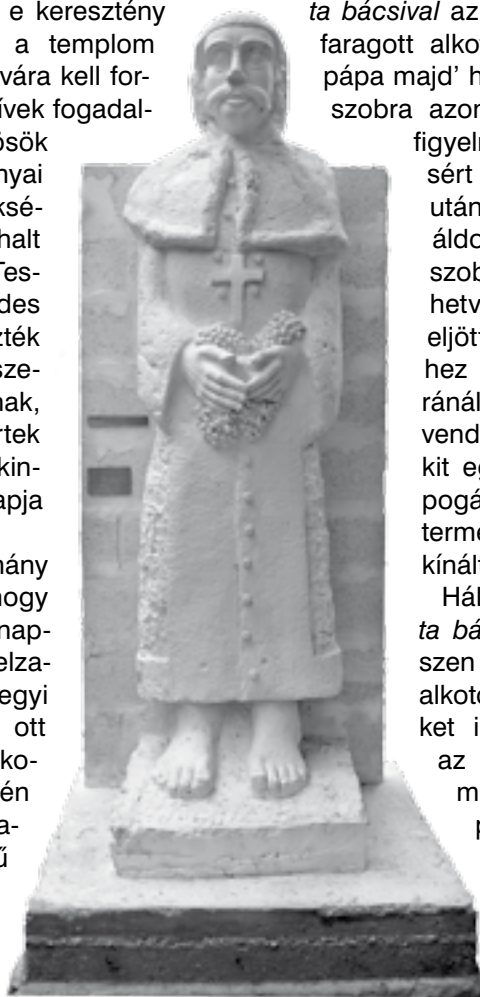 e keresztény
a templom
vára kell for-
ívek fogadal-
ösök
nyai
ksé-
halt
Tes-
des
zték
sze-
nak,
rtek
kin-
apja
hány
hogy
nap-
elza-
egyi
ott
ko-
én
a-
ű
ta bácsival az
faragott alko
pápa majd' h
szobra azo
figyel
sért
után
áldo
szob
hetv
eljött
hez
ránál
vend
kit eg
pogá
term
kínált
Hál
ta bá
szen
alkot
ket i
az
m